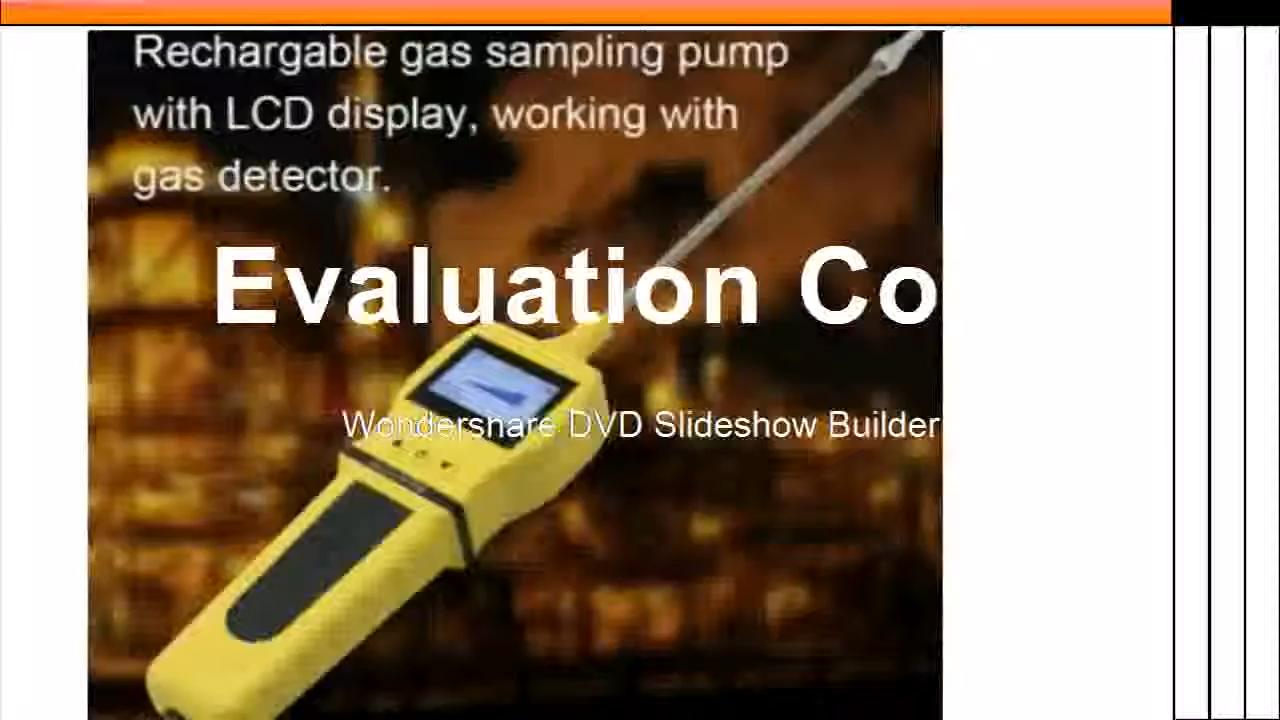 Rechargable gas sampling pump
with LCD display, working with
gas detector.
Evaluation Co
Wondershare DVD Slideshow Builder